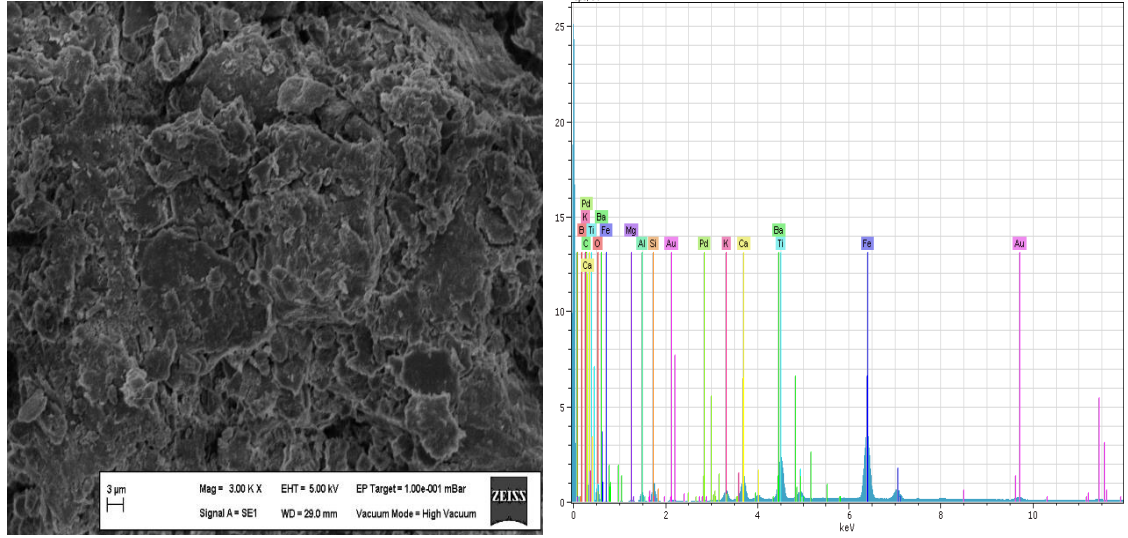 3 µm
Mag = 3.00 K X EHT = 5.00 kV EP Target = 1.00e-001 mBar
Signal A = SE1 WD = 29.0 mm Vacuum Mode = High Vacuum
ZEISS
25
20
15
10
5
0
Pd
K Ba
B Ti Fe Mg Ba
C O Al Si Au Pd K Ca Ti Fe Au
Ca
0 2 4 6 8 10
keV